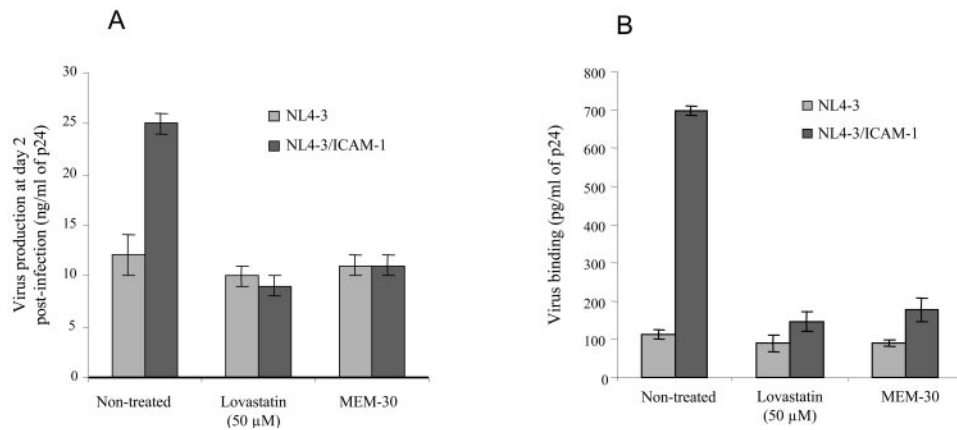 A
Virus production at day 2
post-infection (ng/ml of p24)
30
25
20
15
10
5
0
NL4-3
NL4-3/ICAM-1
Non-treated
Lovastatin
(50 µM)
MEM-30
B
Virus binding (pg/ml of p24)
800
700
600
500
400
300
200
100
0
NL4-3
NL4-3/ICAM-1
Non-treated
Lovastatin
(50 µM)
MEM-30